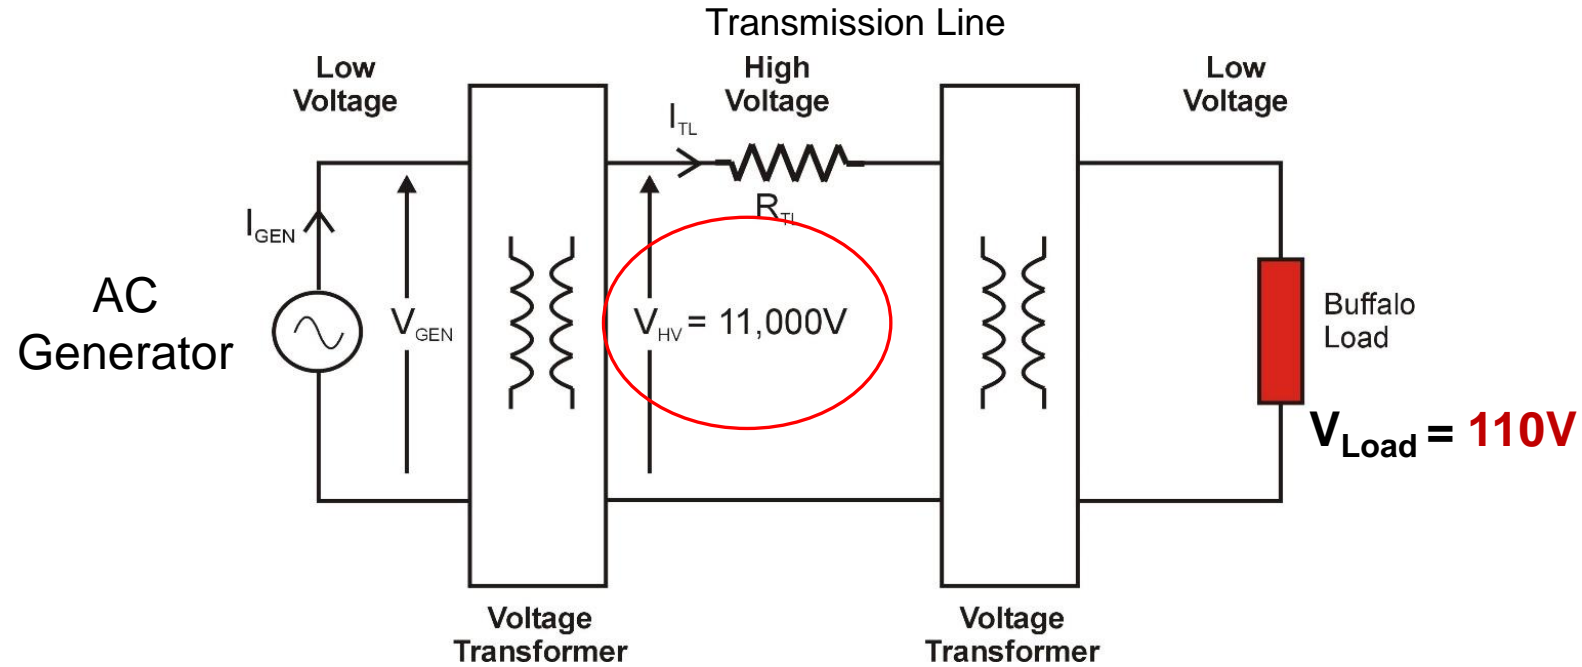 Transmission Line
Low
Voltage
High
Voltage
Low
Voltage
I_TL
R_TL
I_GEN
AC
Generator
V_GEN
V_HV = 11,000V
Buffalo
Load
V_Load = 110V
Voltage
Transformer
Voltage
Transformer